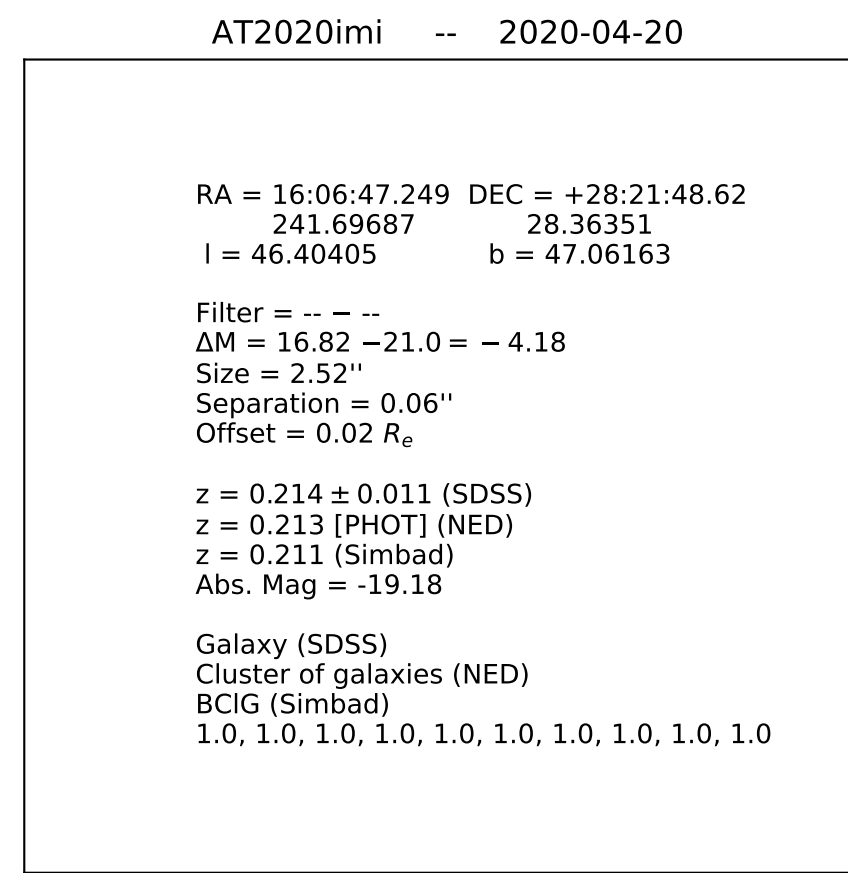 AT2020imi -- 2020-04-20
RA = 16:06:47.249 DEC = +28:21:48.62
241.69687 28.36351
l = 46.40405 b = 47.06163
Filter = -- − --
ΔM = 16.82 −21.0 = − 4.18
Size = 2.52''
Separation = 0.06''
Offset = 0.02 Rₑ
z = 0.214 ± 0.011 (SDSS)
z = 0.213 [PHOT] (NED)
z = 0.211 (Simbad)
Abs. Mag = -19.18
Galaxy (SDSS)
Cluster of galaxies (NED)
BClG (Simbad)
1.0, 1.0, 1.0, 1.0, 1.0, 1.0, 1.0, 1.0, 1.0, 1.0